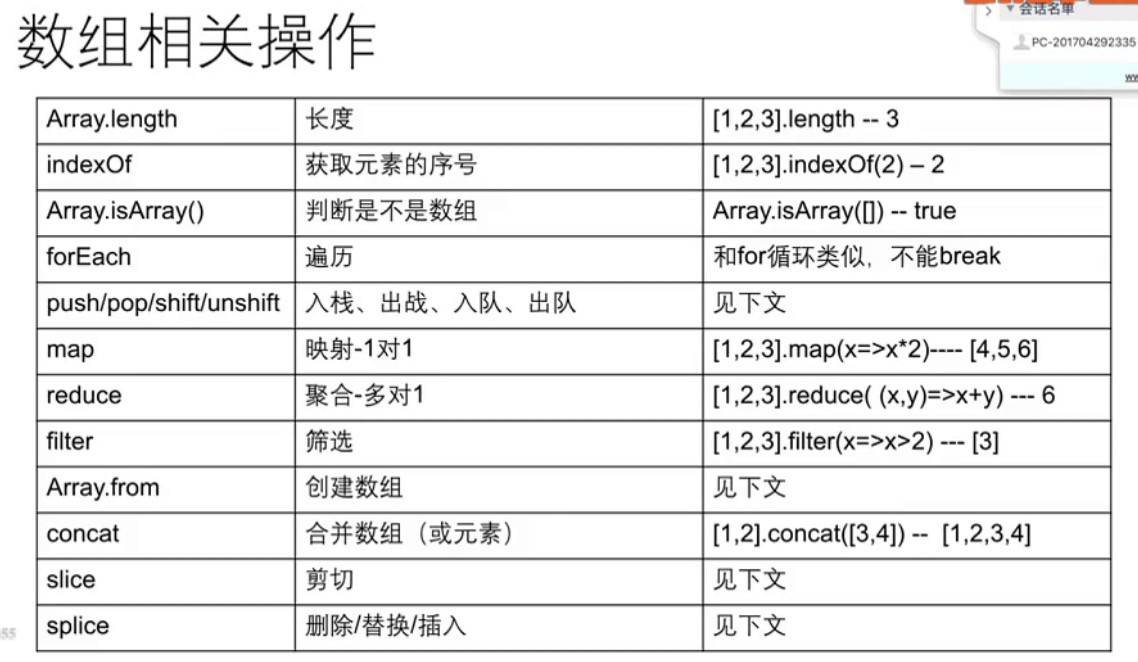 数组相关操作
会话名单
PC-201704292335
Array.length 长度 [1,2,3].length -- 3
indexOf 获取元素的序号 [1,2,3].indexOf(2) – 2
Array.isArray() 判断是不是数组 Array.isArray([]) -- true
forEach 遍历 和for循环类似，不能break
push/pop/shift/unshift 入栈、出战、入队、出队 见下文
map 映射-1对1 [1,2,3].map(x=>x*2)---- [4,5,6]
reduce 聚合-多对1 [1,2,3].reduce( (x,y)=>x+y) --- 6
filter 筛选 [1,2,3].filter(x=>x>2) --- [3]
Array.from 创建数组 见下文
concat 合并数组（或元素） [1,2].concat([3,4]) -- [1,2,3,4]
slice 剪切 见下文
splice 删除/替换/插入 见下文